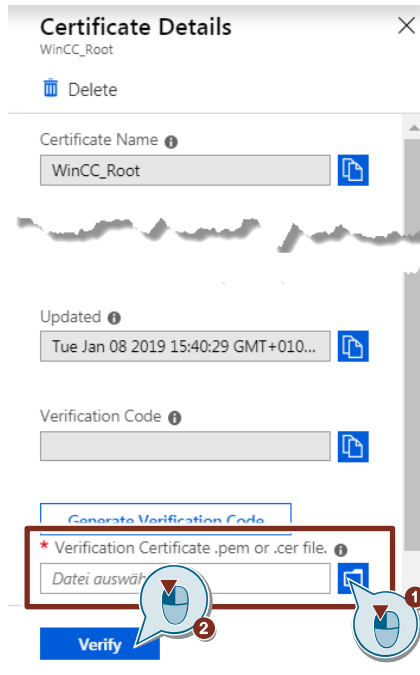 Certificate Details
WinCC_Root
Delete
Certificate Name
WinCC_Root
Updated
Tue Jan 08 2019 15:40:29 GMT+010...
Verification Code
Generate Verification Code
* Verification Certificate .pem or .cer file.
Datei auswäh
1
Verify
2